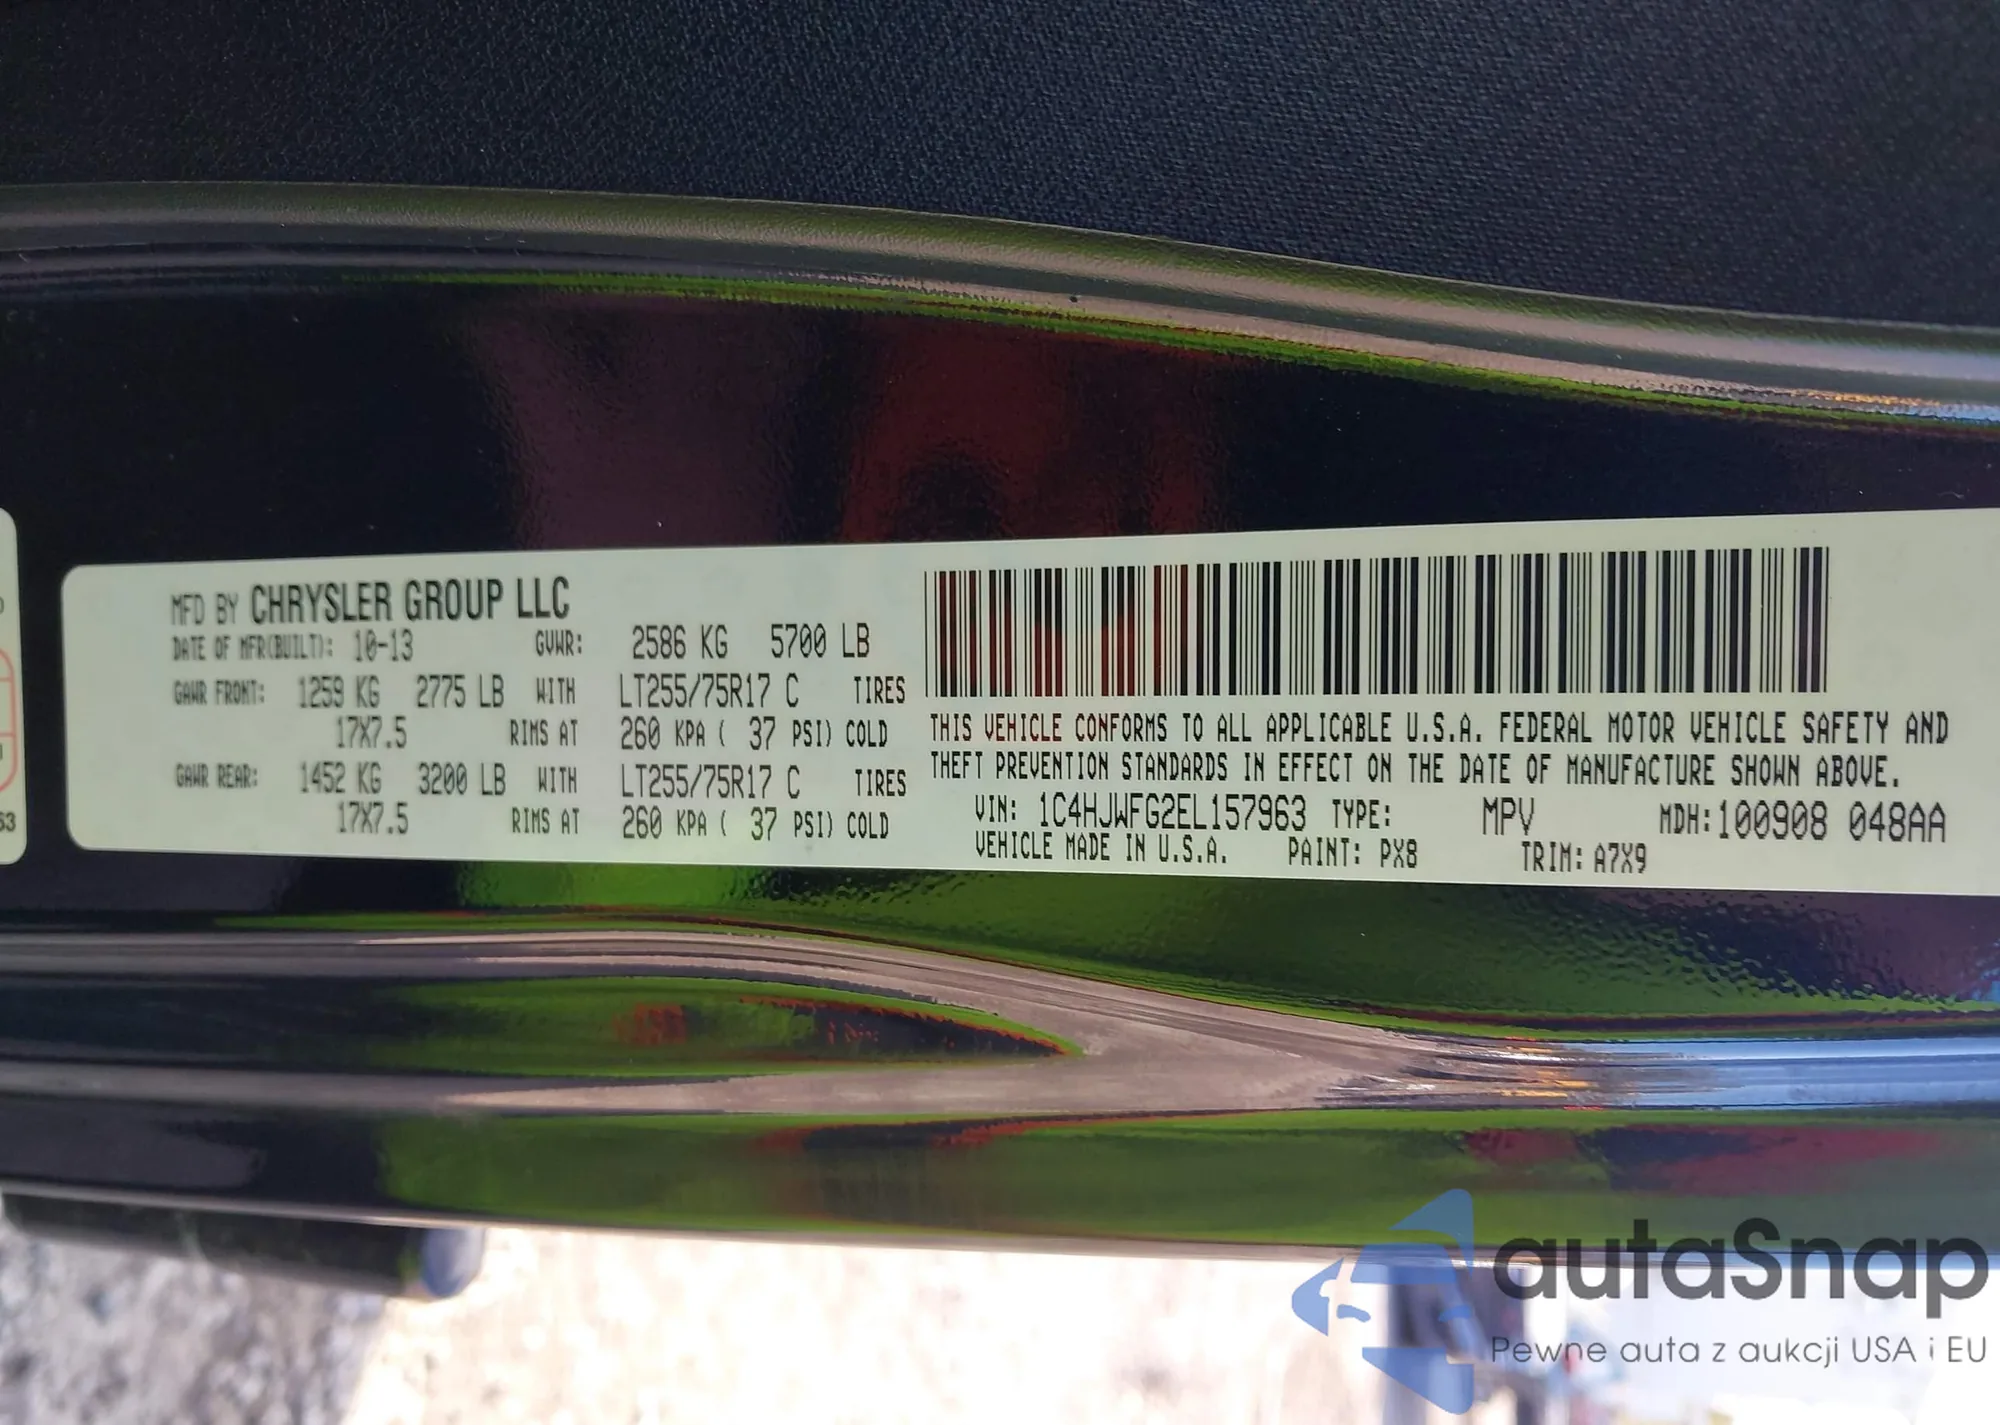 MFD BY CHRYSLER GROUP LLC
DATE OF MFR(BUILT): 10-13 GVWR: 2586 KG 5700 LB
GAWR FRONT: 1259 KG 2775 LB WITH LT255/75R17 C TIRES
17X7.5 RIMS AT 260 KPA ( 37 PSI) COLD
GAWR REAR: 1452 KG 3200 LB WITH LT255/75R17 C TIRES
17X7.5 RIMS AT 260 KPA ( 37 PSI) COLD
THIS VEHICLE CONFORMS TO ALL APPLICABLE U.S.A. FEDERAL MOTOR VEHICLE SAFETY AND
THEFT PREVENTION STANDARDS IN EFFECT ON THE DATE OF MANUFACTURE SHOWN ABOVE.
VIN: 1C4HJWFG2EL157963 TYPE: MPV MDH:100908 048AA
VEHICLE MADE IN U.S.A. PAINT: PX8 TRIM: A7X9
63
autaSnap
Pewne auta z aukcji USA i EU